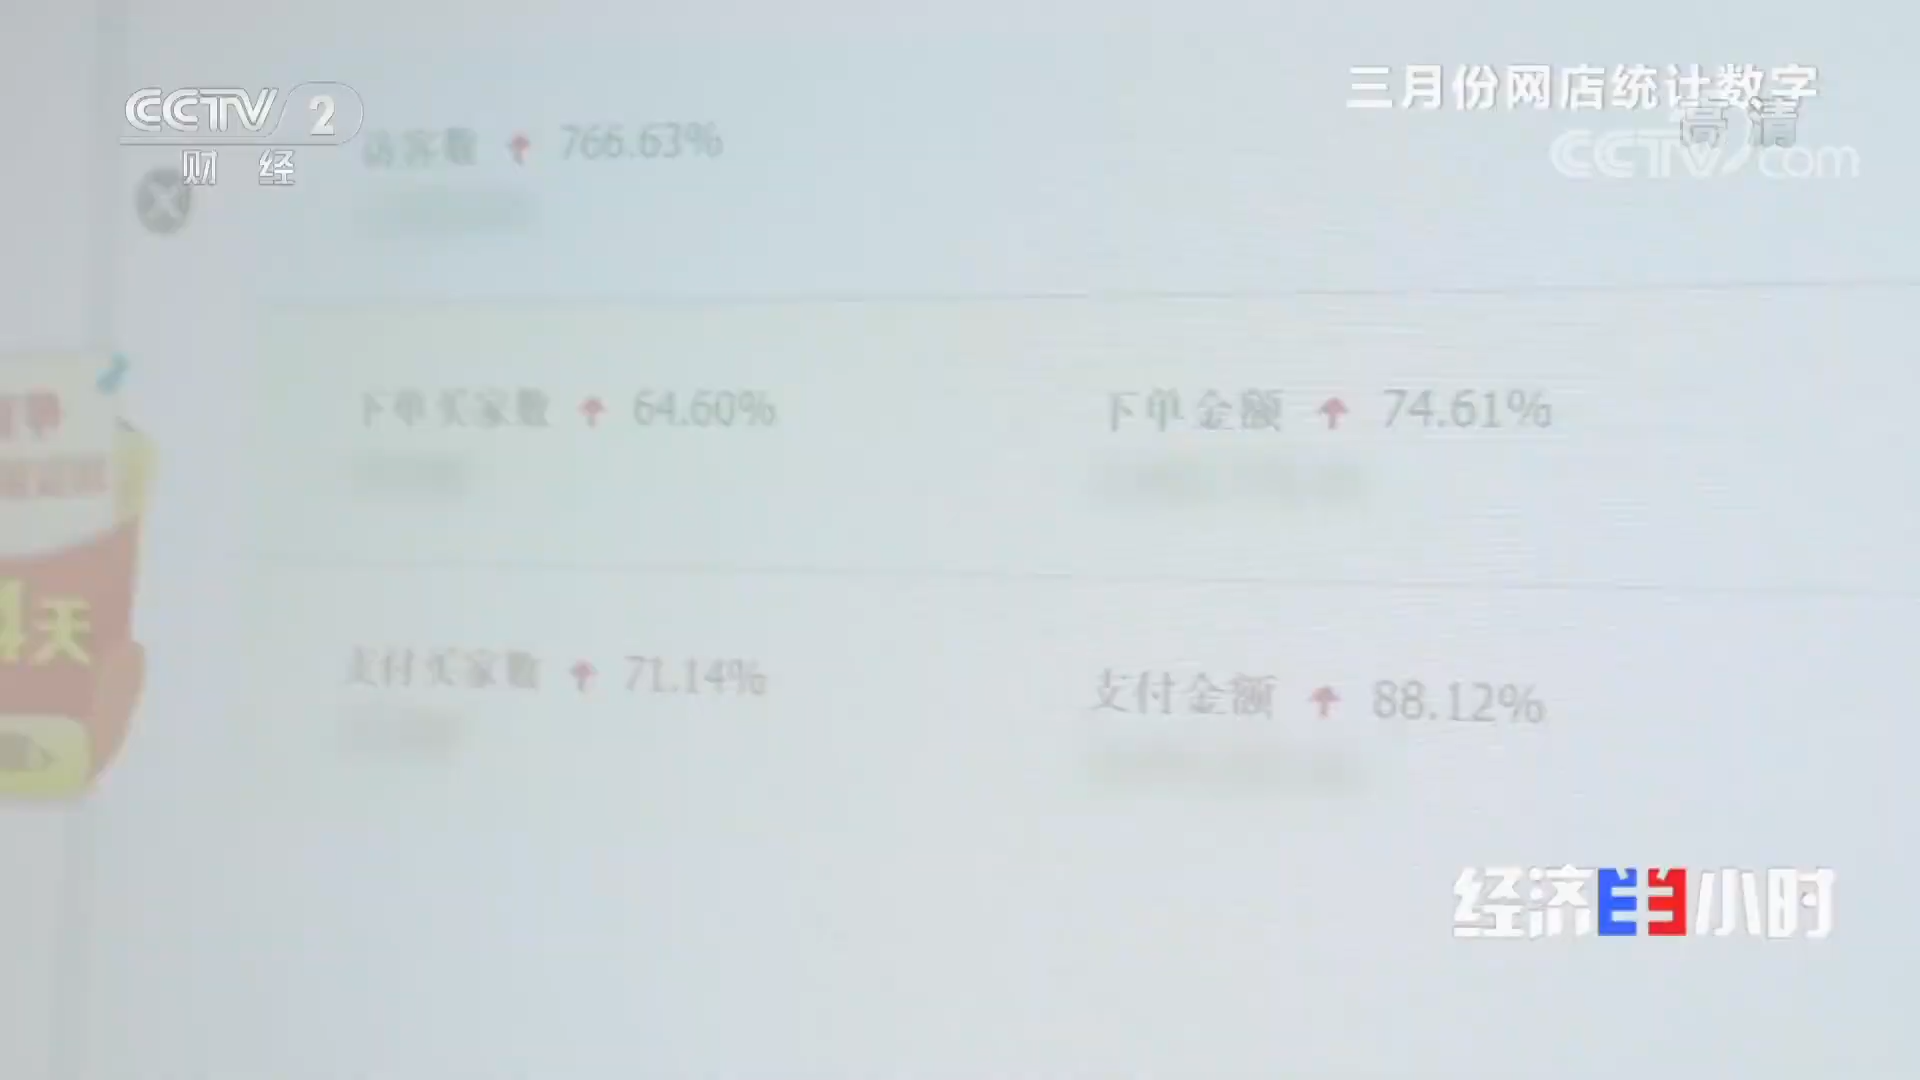 三月份网店统计数字
高清
CCTV 2
CCTV.com
财 经
访客数 766.63%
下单买家数 64.60%
下单金额 74.61%
4天
支付买家数 71.14%
支付金额 88.12%
经济半小时